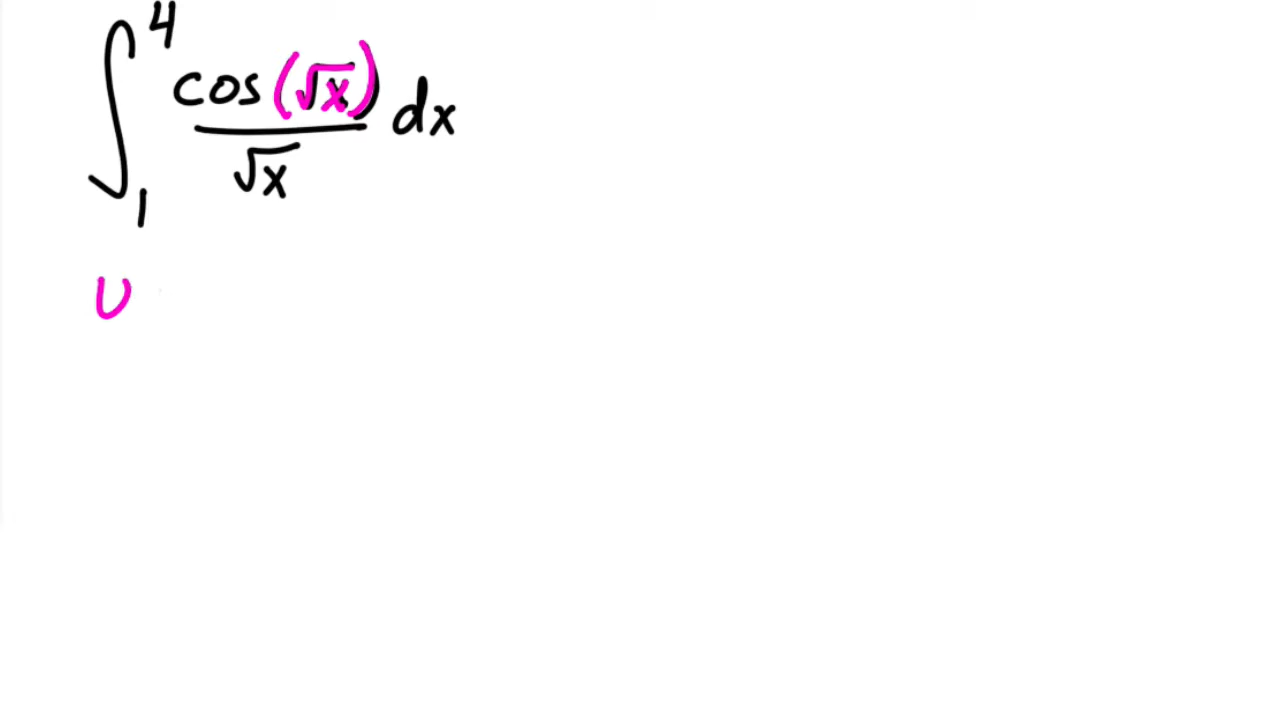 ∫₁⁴ cos(√x)/√x dx
U